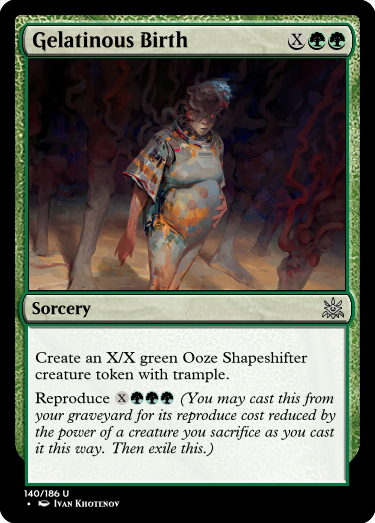 Gelatinous Birth X
Sorcery
Create an X/X green Ooze Shapeshifter
creature token with trample.
Reproduce X (You may cast this from
your graveyard for its reproduce cost reduced by
the power of a creature you sacrifice as you cast
it this way. Then exile this.)
140/186 U
• Ivan Khotenov